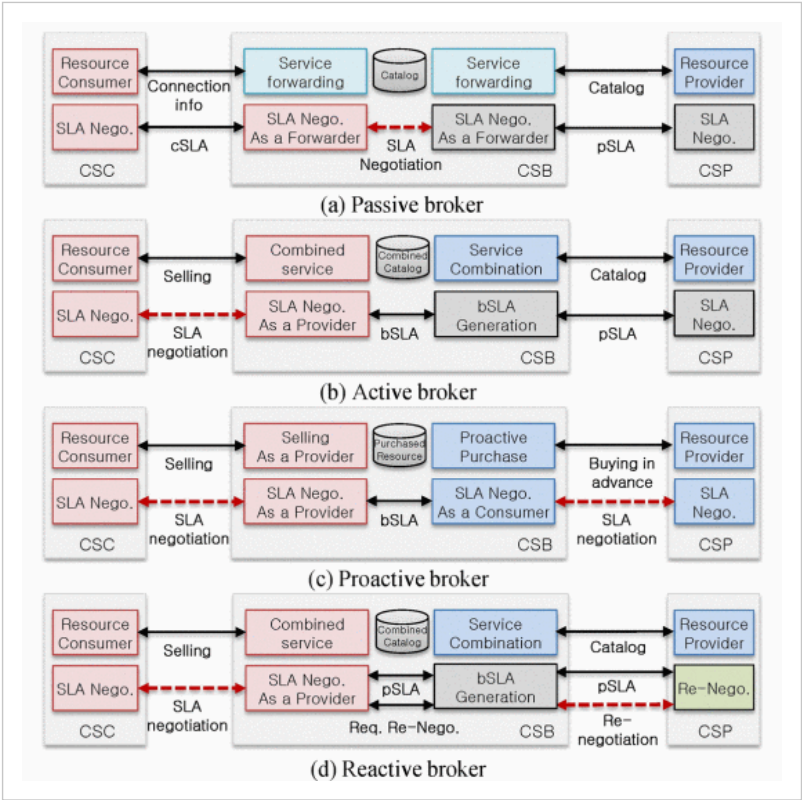 Resource
Consumer
Connection
info
Service
forwarding
Catalog
Service
forwarding
Catalog
Resource
Provider
SLA Nego.
cSLA
SLA Nego.
As a Forwarder
SLA
Negotiation
SLA Nego.
As a Forwarder
pSLA
SLA
Nego.
CSC
CSB
CSP
(a) Passive broker
Resource
Consumer
Selling
Combined
service
Combined
Catalog
Service
Combination
Catalog
Resource
Provider
SLA Nego.
SLA
negotiation
SLA Nego.
As a Provider
bSLA
bSLA
Generation
pSLA
SLA
Nego.
CSC
CSB
CSP
(b) Active broker
Resource
Consumer
Selling
Selling
As a Provider
Purchased
Resource
Proactive
Purchase
Buying in
advance
Resource
Provider
SLA Nego.
SLA
negotiation
SLA Nego.
As a Provider
bSLA
SLA Nego.
As a Consumer
SLA
negotiation
SLA
Nego.
CSC
CSB
CSP
(c) Proactive broker
Resource
Consumer
Selling
Combined
service
Combined
Catalog
Service
Combination
Catalog
Resource
Provider
SLA Nego.
SLA
negotiation
SLA Nego.
As a Provider
pSLA
Req. Re-Nego.
bSLA
Generation
pSLA
Re-
negotiation
Re-Nego.
CSC
CSB
CSP
(d) Reactive broker